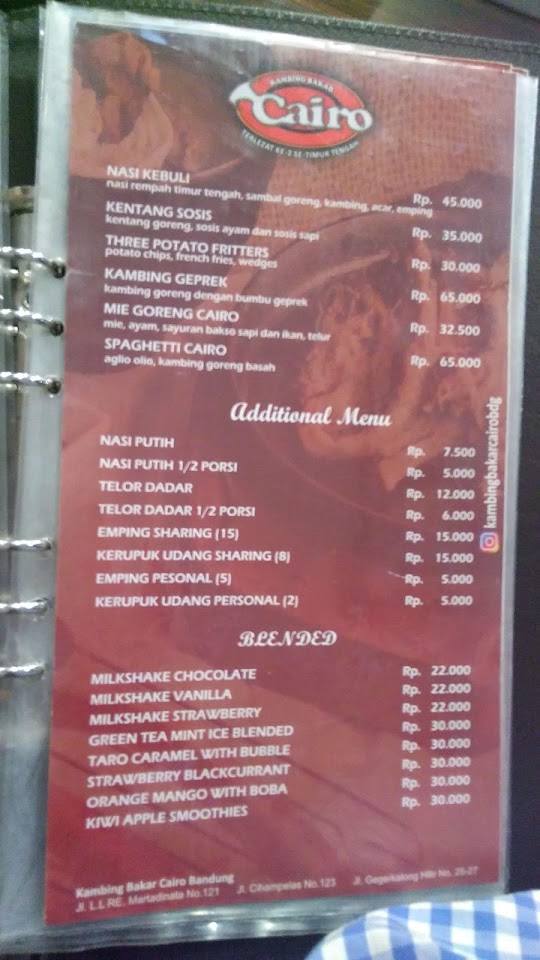 KAMBING BAKAR
Cairo
TERLEZAT KE-2 SE-TIMUR TENGAH
NASI KEBULI Rp. 45.000
nasi rempah timur tengah, sambal goreng, kambing, acar, emping
KENTANG SOSIS Rp. 35.000
kentang goreng, sosis ayam dan sosis sapi
THREE POTATO FRITTERS Rp. 30.000
potato chips, french fries, wedges
KAMBING GEPREK Rp. 65.000
kambing goreng dengan bumbu geprek
MIE GORENG CAIRO Rp. 32.500
mie, ayam, sayuran bakso sapi dan ikan, telur
SPAGHETTI CAIRO Rp. 65.000
aglio olio, kambing goreng basah
Additional Menu
NASI PUTIH Rp. 7.500
NASI PUTIH 1/2 PORSI Rp. 5.000
TELOR DADAR Rp. 12.000
TELOR DADAR 1/2 PORSI Rp. 6.000
EMPING SHARING (15) Rp. 15.000
KERUPUK UDANG SHARING (8) Rp. 15.000
EMPING PESONAL (5) Rp. 5.000
KERUPUK UDANG PERSONAL (2) Rp. 5.000
kambingbakarcairobdg
BLENDED
MILKSHAKE CHOCOLATE Rp. 22.000
MILKSHAKE VANILLA Rp. 22.000
MILKSHAKE STRAWBERRY Rp. 22.000
GREEN TEA MINT ICE BLENDED Rp. 30.000
TARO CARAMEL WITH BUBBLE Rp. 30.000
STRAWBERRY BLACKCURRANT Rp. 30.000
ORANGE MANGO WITH BOBA Rp. 30.000
KIWI APPLE SMOOTHIES Rp. 30.000
Kambing Bakar Cairo Bandung
Jl. L.L RE. Martadinata No.121 Jl. Cihampelas No.123 Jl. Gegerkalong Hilir No. 25-27